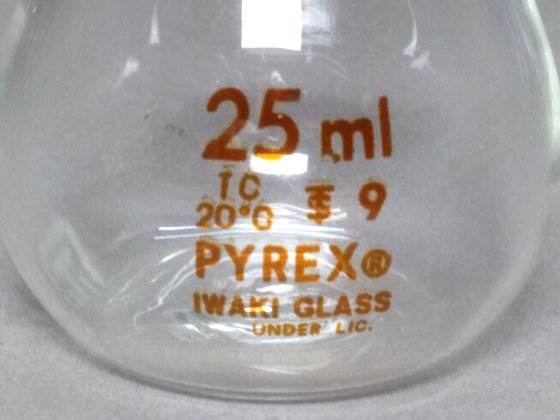 25 ml
TC
20°C
9
PYREX®
IWAKI GLASS
UNDER LIC.